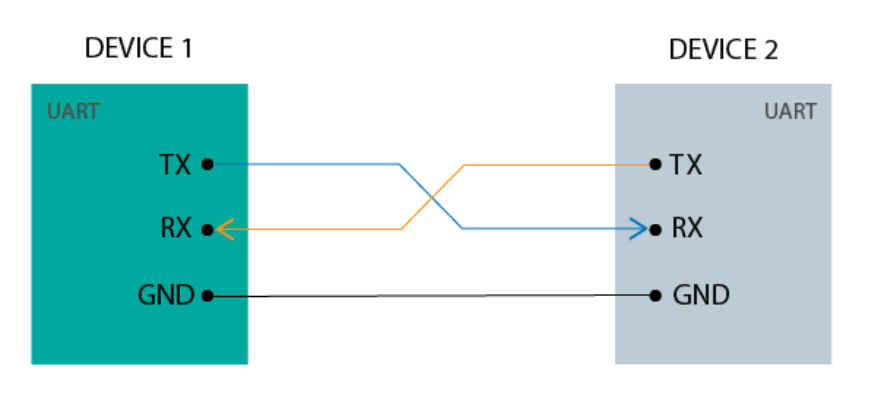 DEVICE 1
DEVICE 2
UART
UART
TX
TX
RX
RX
GND
GND